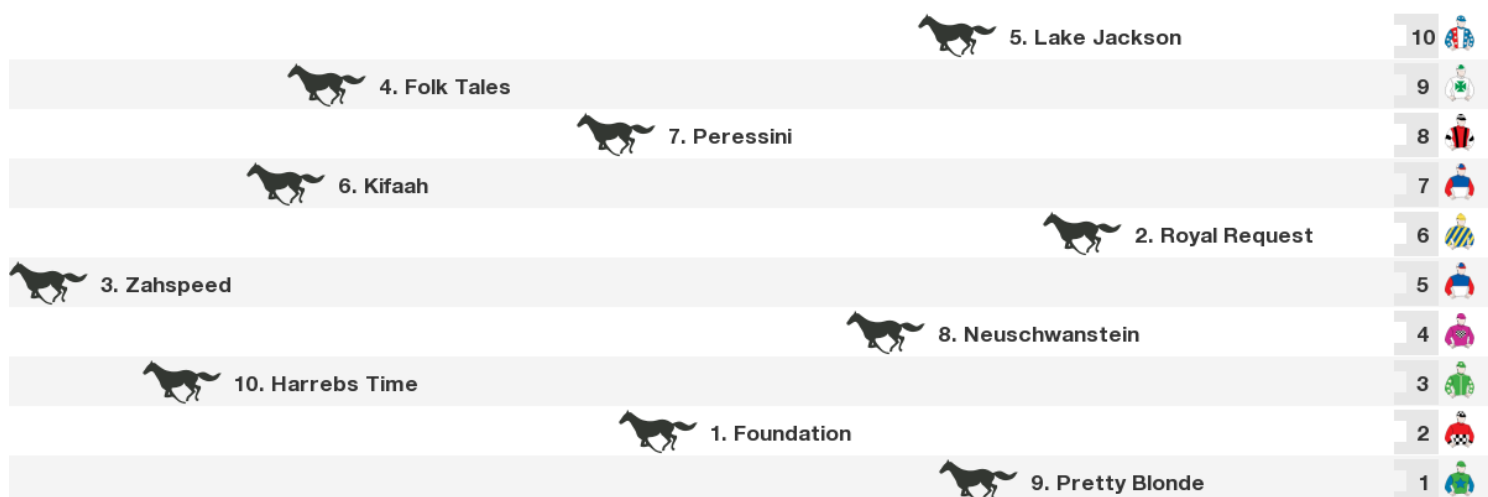 5. Lake Jackson 10
4. Folk Tales 9
7. Peressini 8
6. Kifaah 7
2. Royal Request 6
3. Zahspeed 5
8. Neuschwanstein 4
10. Harrebs Time 3
1. Foundation 2
9. Pretty Blonde 1